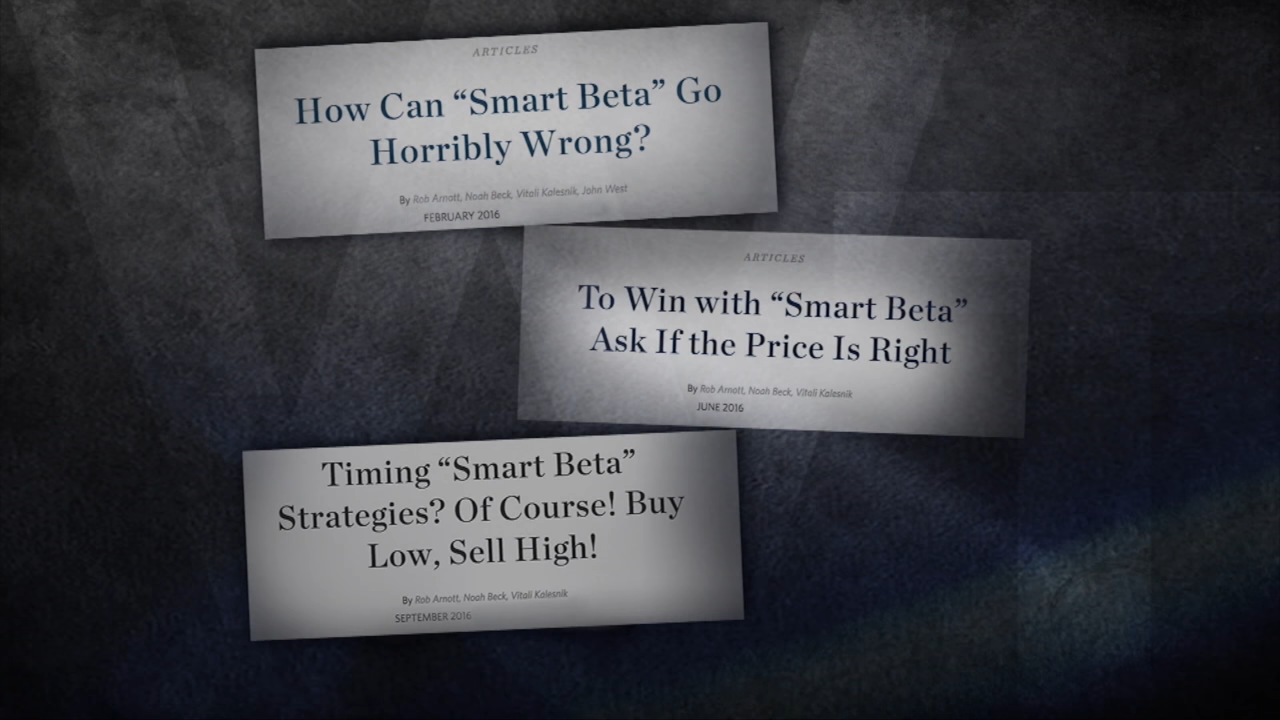 ARTICLES
How Can “Smart Beta” Go
Horribly Wrong?
By Rob Arnott, Noah Beck, Vitali Kalesnik, John West
FEBRUARY 2016
ARTICLES
To Win with “Smart Beta”
Ask If the Price Is Right
By Rob Arnott, Noah Beck, Vitali Kalesnik
JUNE 2016
Timing “Smart Beta”
Strategies? Of Course! Buy
Low, Sell High!
By Rob Arnott, Noah Beck, Vitali Kalesnik
SEPTEMBER 2016